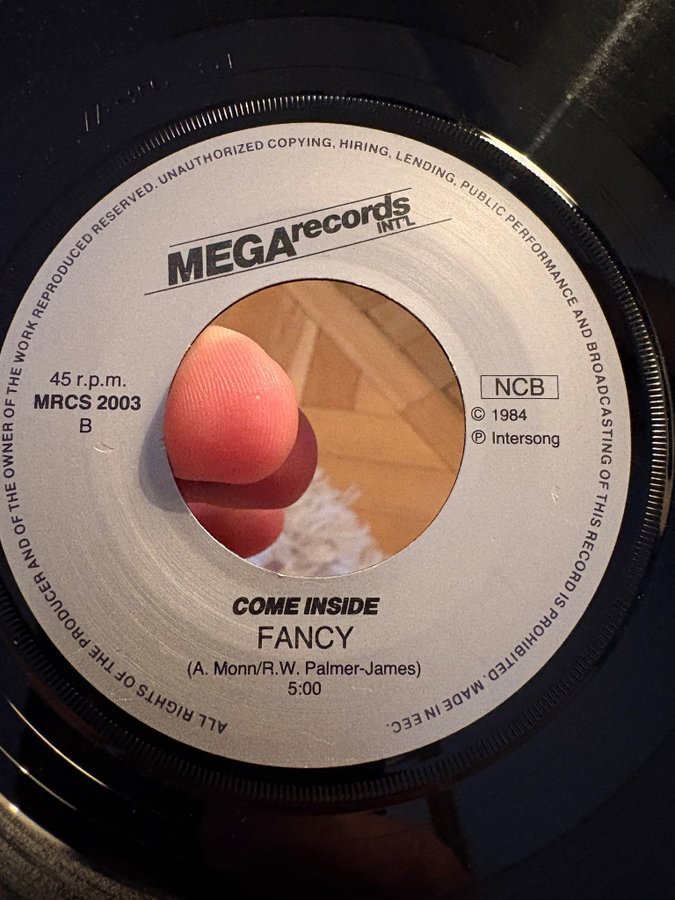 ALL RIGHTS OF THE PRODUCER AND OF THE OWNER OF THE WORK REPRODUCED RESERVED. UNAUTHORIZED COPYING, HIRING, LENDING, PUBLIC PERFORMANCE AND BROADCASTING OF THIS RECORD IS PROHIBITED. MADE IN EEC.
MEGA records
INT'L
45 r.p.m.
MRCS 2003
B
NCB
© 1984
℗ Intersong
COME INSIDE
FANCY
(A. Monn/R.W. Palmer-James)
5:00